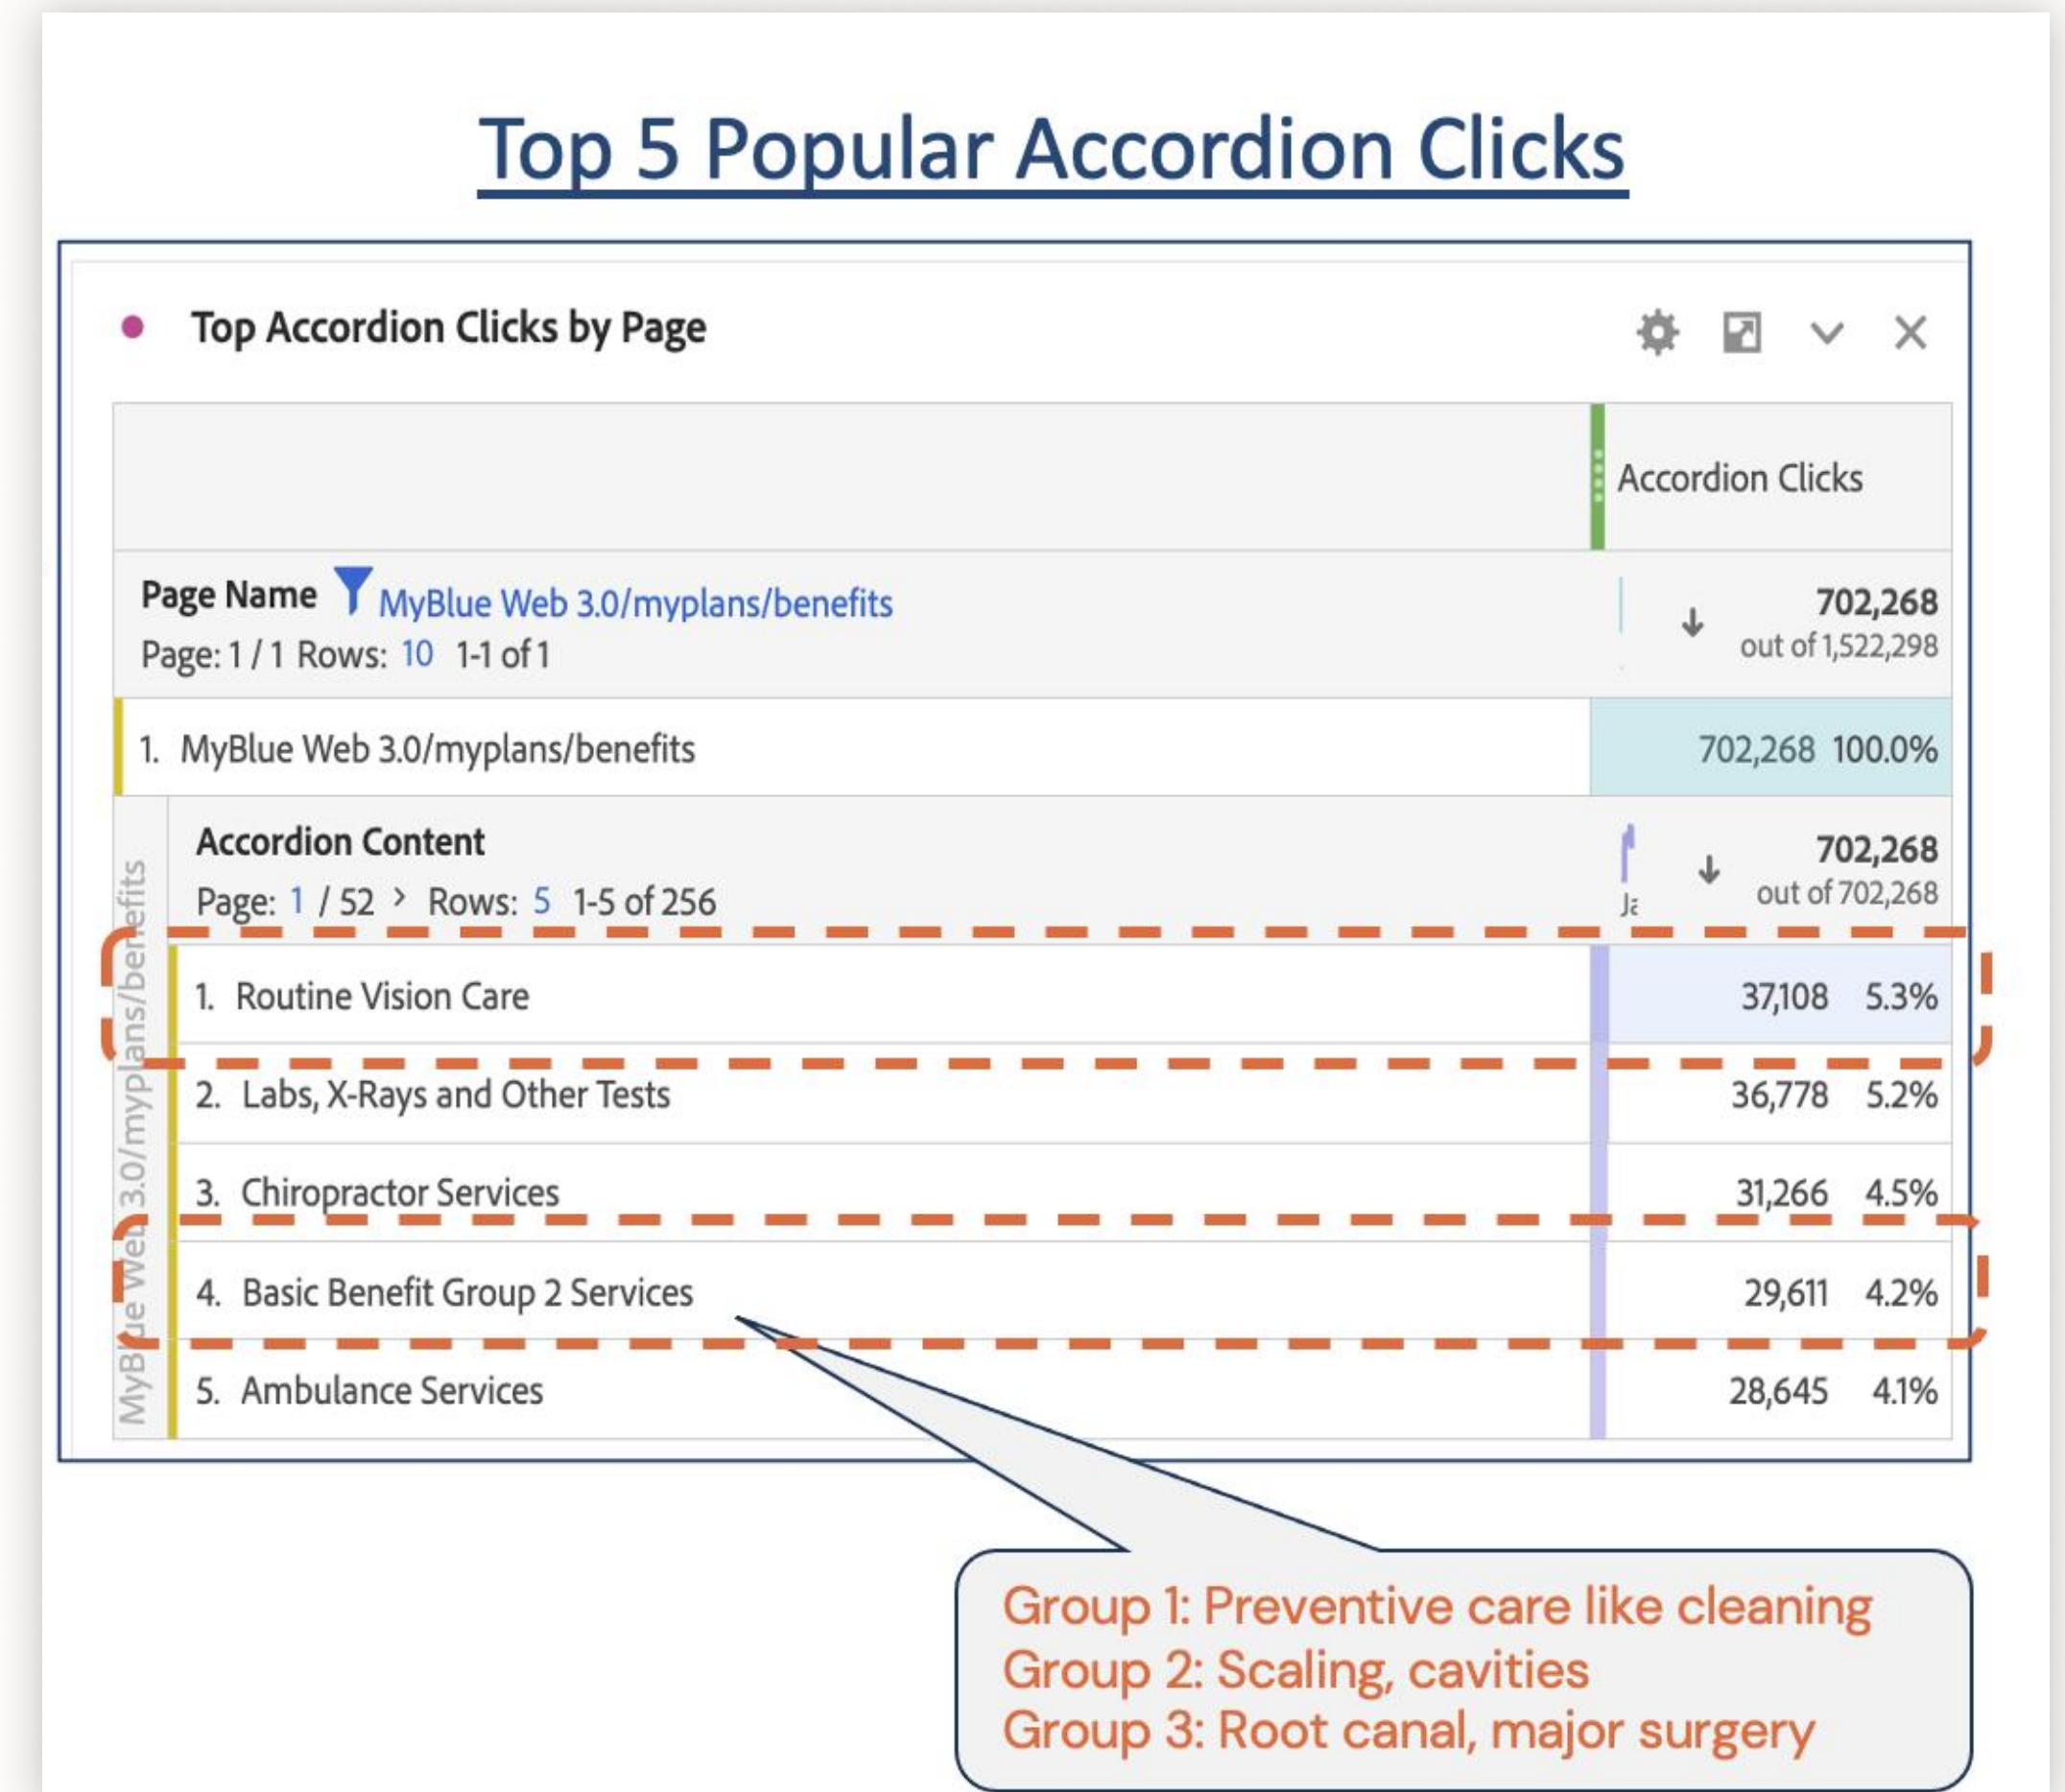 Top 5 Popular Accordion Clicks
Top Accordion Clicks by Page
Accordion Clicks
Page Name MyBlue Web 3.0/myplans/benefits
Page: 1 / 1 Rows: 10 1-1 of 1
702,268
out of 1,522,298
1. MyBlue Web 3.0/myplans/benefits 702,268 100.0%
MyBlue Web 3.0/myplans/benefits
Accordion Content
Page: 1 / 52 > Rows: 5 1-5 of 256
702,268
out of 702,268
1. Routine Vision Care 37,108 5.3%
2. Labs, X-Rays and Other Tests 36,778 5.2%
3. Chiropractor Services 31,266 4.5%
4. Basic Benefit Group 2 Services 29,611 4.2%
5. Ambulance Services 28,645 4.1%
Group 1: Preventive care like cleaning
Group 2: Scaling, cavities
Group 3: Root canal, major surgery